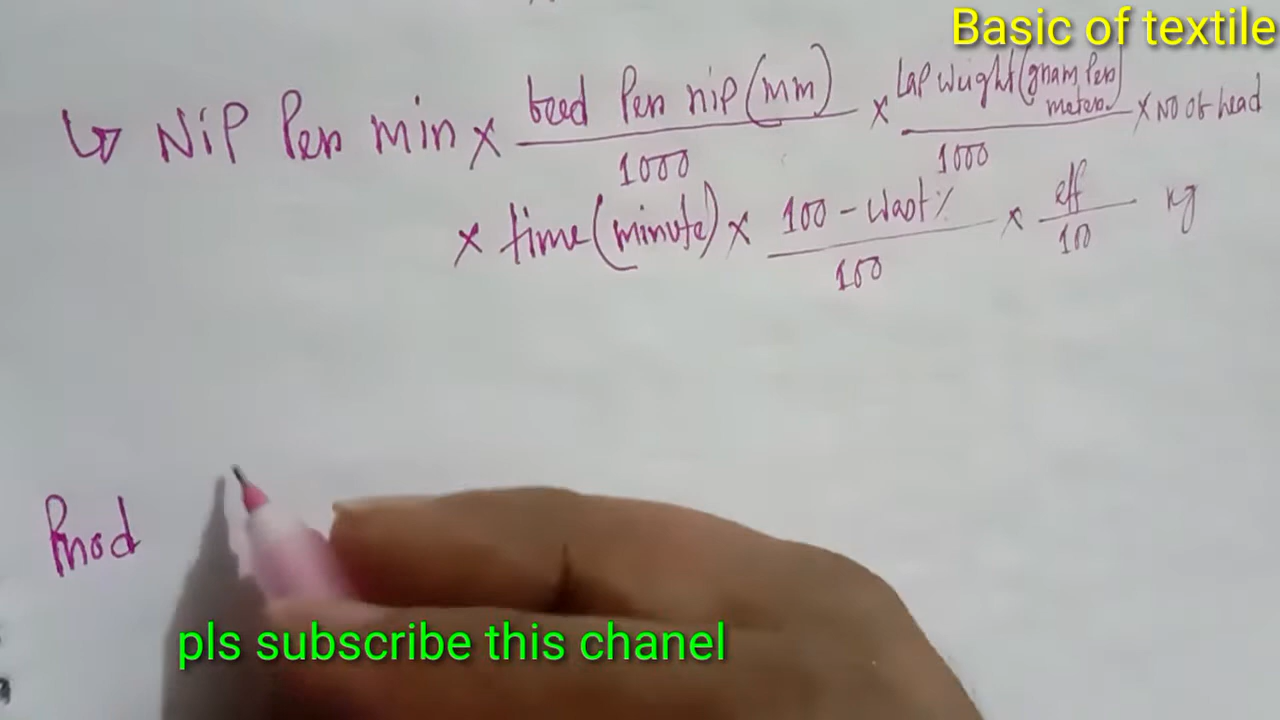 Basic of textile
↳ NiP Per min × feed Per nip(mm)/1000 × Lap weight(gram Per meter)/1000 × No of head
× time(minute) × 100 - Wast%/100 × eff/100 kg
Prod
pls subscribe this chanel